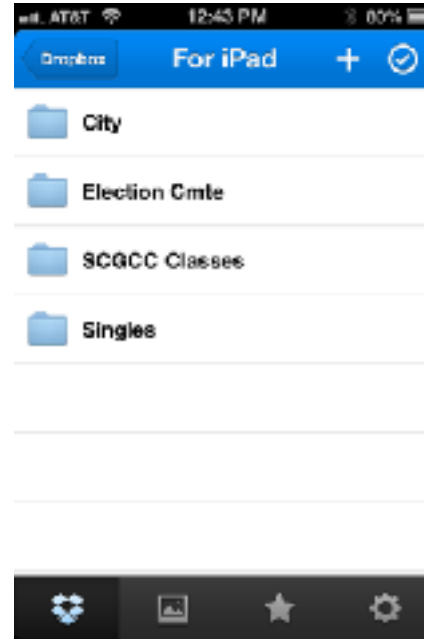 AT&T 12:43 PM 80%
Dropbox For iPad
City
Election Cmte
SCGCC Classes
Singles